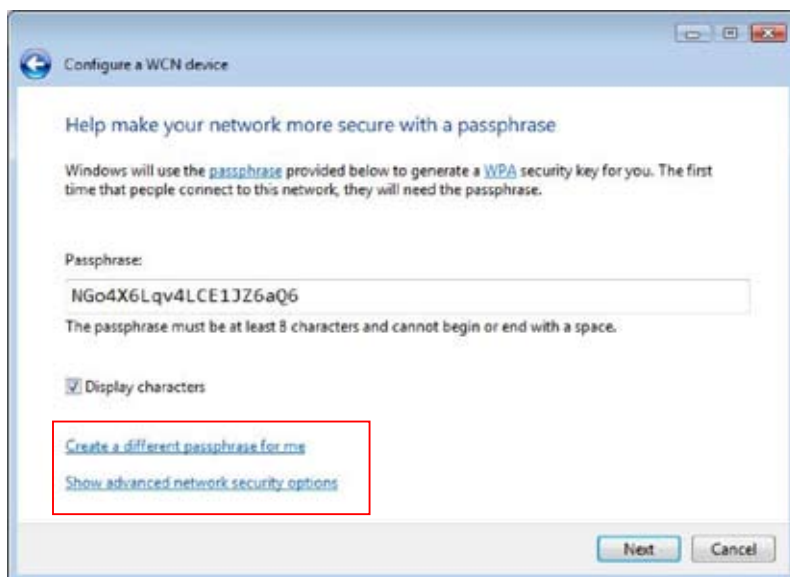 Configure a WCN device
Help make your network more secure with a passphrase
Windows will use the passphrase provided below to generate a WPA security key for you. The first
time that people connect to this network, they will need the passphrase.
Passphrase:
NGo4X6Lqv4LCE1JZ6aQ6
The passphrase must be at least 8 characters and cannot begin or end with a space.
Display characters
Create a different passphrase for me
Show advanced network security options
Next Cancel